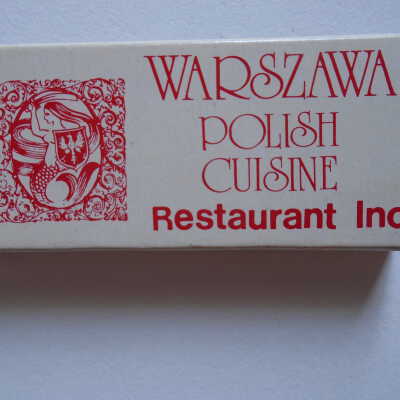 WARSZAWA
POLISH
CUISINE
Restaurant Inc